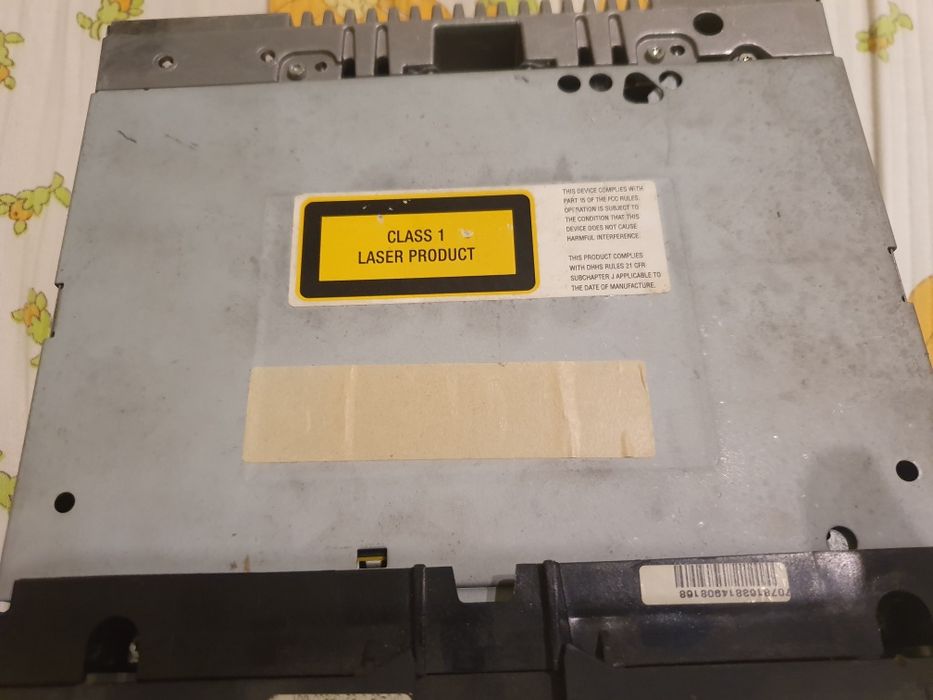 CLASS 1
LASER PRODUCT
THIS DEVICE COMPLIES WITH
PART 15 OF THE FCC RULES.
OPERATION IS SUBJECT TO
THE CONDITION THAT THIS
DEVICE DOES NOT CAUSE
HARMFUL INTERFERENCE.
THIS PRODUCT COMPLIES
WITH DHHS RULES 21 CFR
SUBCHAPTER J APPLICABLE TO
THE DATE OF MANUFACTURE.